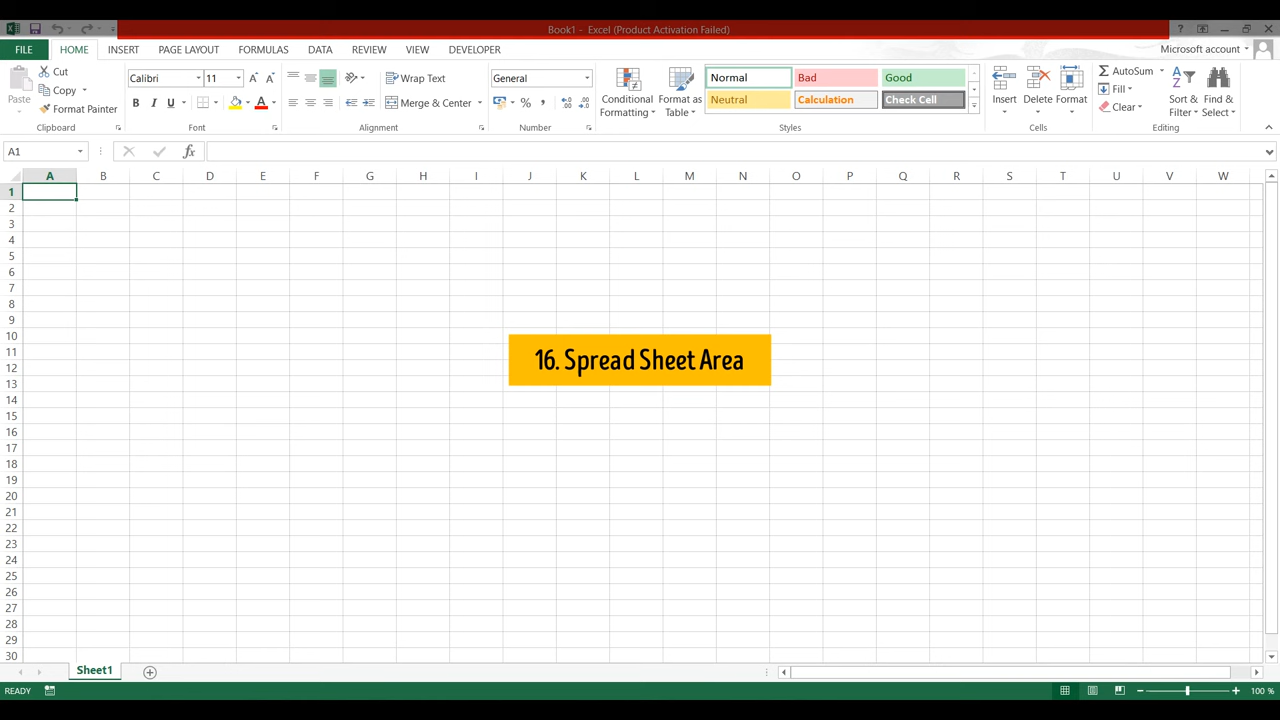 Book1 - Excel (Product Activation Failed)
?
FILE HOME INSERT PAGE LAYOUT FORMULAS DATA REVIEW VIEW DEVELOPER Microsoft account
Paste
Cut
Copy
Format Painter
Clipboard
Calibri 11
B I U A
Font
Wrap Text
Merge & Center
Alignment
General
% ,
Number
Conditional Formatting
Format as Table
Normal Bad Good
Neutral Calculation Check Cell
Styles
Insert Delete Format
Cells
AutoSum
Fill
Clear
Sort & Filter
Find & Select
Editing
A1 fx
A B C D E F G H I J K L M N O P Q R S T U V W
1
2
3
4
5
6
7
8
9
10
11
16. Spread Sheet Area
12
13
14
15
16
17
18
19
20
21
22
23
24
25
26
27
28
29
30
Sheet1
READY 100 %